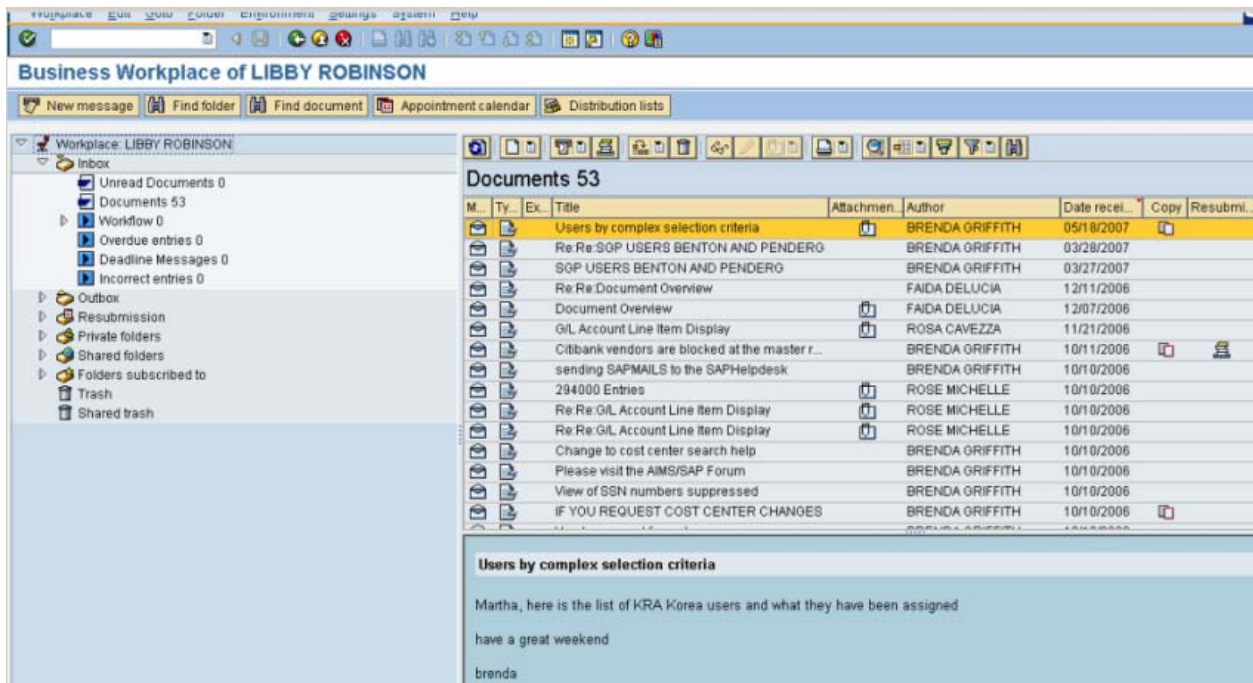 Workplace Edit Goto Folder Environment Settings System Help
Business Workplace of LIBBY ROBINSON
New message Find folder Find document Appointment calendar Distribution lists
Workplace: LIBBY ROBINSON
Inbox
Unread Documents 0
Documents 53
Workflow 0
Overdue entries 0
Deadline Messages 0
Incorrect entries 0
Outbox
Resubmission
Private folders
Shared folders
Folders subscribed to
Trash
Shared trash
Documents 53
M... Ty... Ex... Title Attachmen... Author Date recei... Copy Resubmi...
Users by complex selection criteria BRENDA GRIFFITH 05/18/2007
Re:Re:SGP USERS BENTON AND PENDERG BRENDA GRIFFITH 03/28/2007
SGP USERS BENTON AND PENDERG BRENDA GRIFFITH 03/27/2007
Re:Re:Document Overview FAIDA DELUCIA 12/11/2006
Document Overview FAIDA DELUCIA 12/07/2006
G/L Account Line Item Display ROSA CAVEZZA 11/21/2006
Citibank vendors are blocked at the master r... BRENDA GRIFFITH 10/11/2006
sending SAPMAILS to the SAPHelpdesk BRENDA GRIFFITH 10/10/2006
294000 Entries ROSE MICHELLE 10/10/2006
Re:Re:G/L Account Line Item Display ROSE MICHELLE 10/10/2006
Re:Re:G/L Account Line Item Display ROSE MICHELLE 10/10/2006
Change to cost center search help BRENDA GRIFFITH 10/10/2006
Please visit the AIMS/SAP Forum BRENDA GRIFFITH 10/10/2006
View of SSN numbers suppressed BRENDA GRIFFITH 10/10/2006
IF YOU REQUEST COST CENTER CHANGES BRENDA GRIFFITH 10/10/2006
Users by complex selection criteria
Martha, here is the list of KRA Korea users and what they have been assigned
have a great weekend
brenda